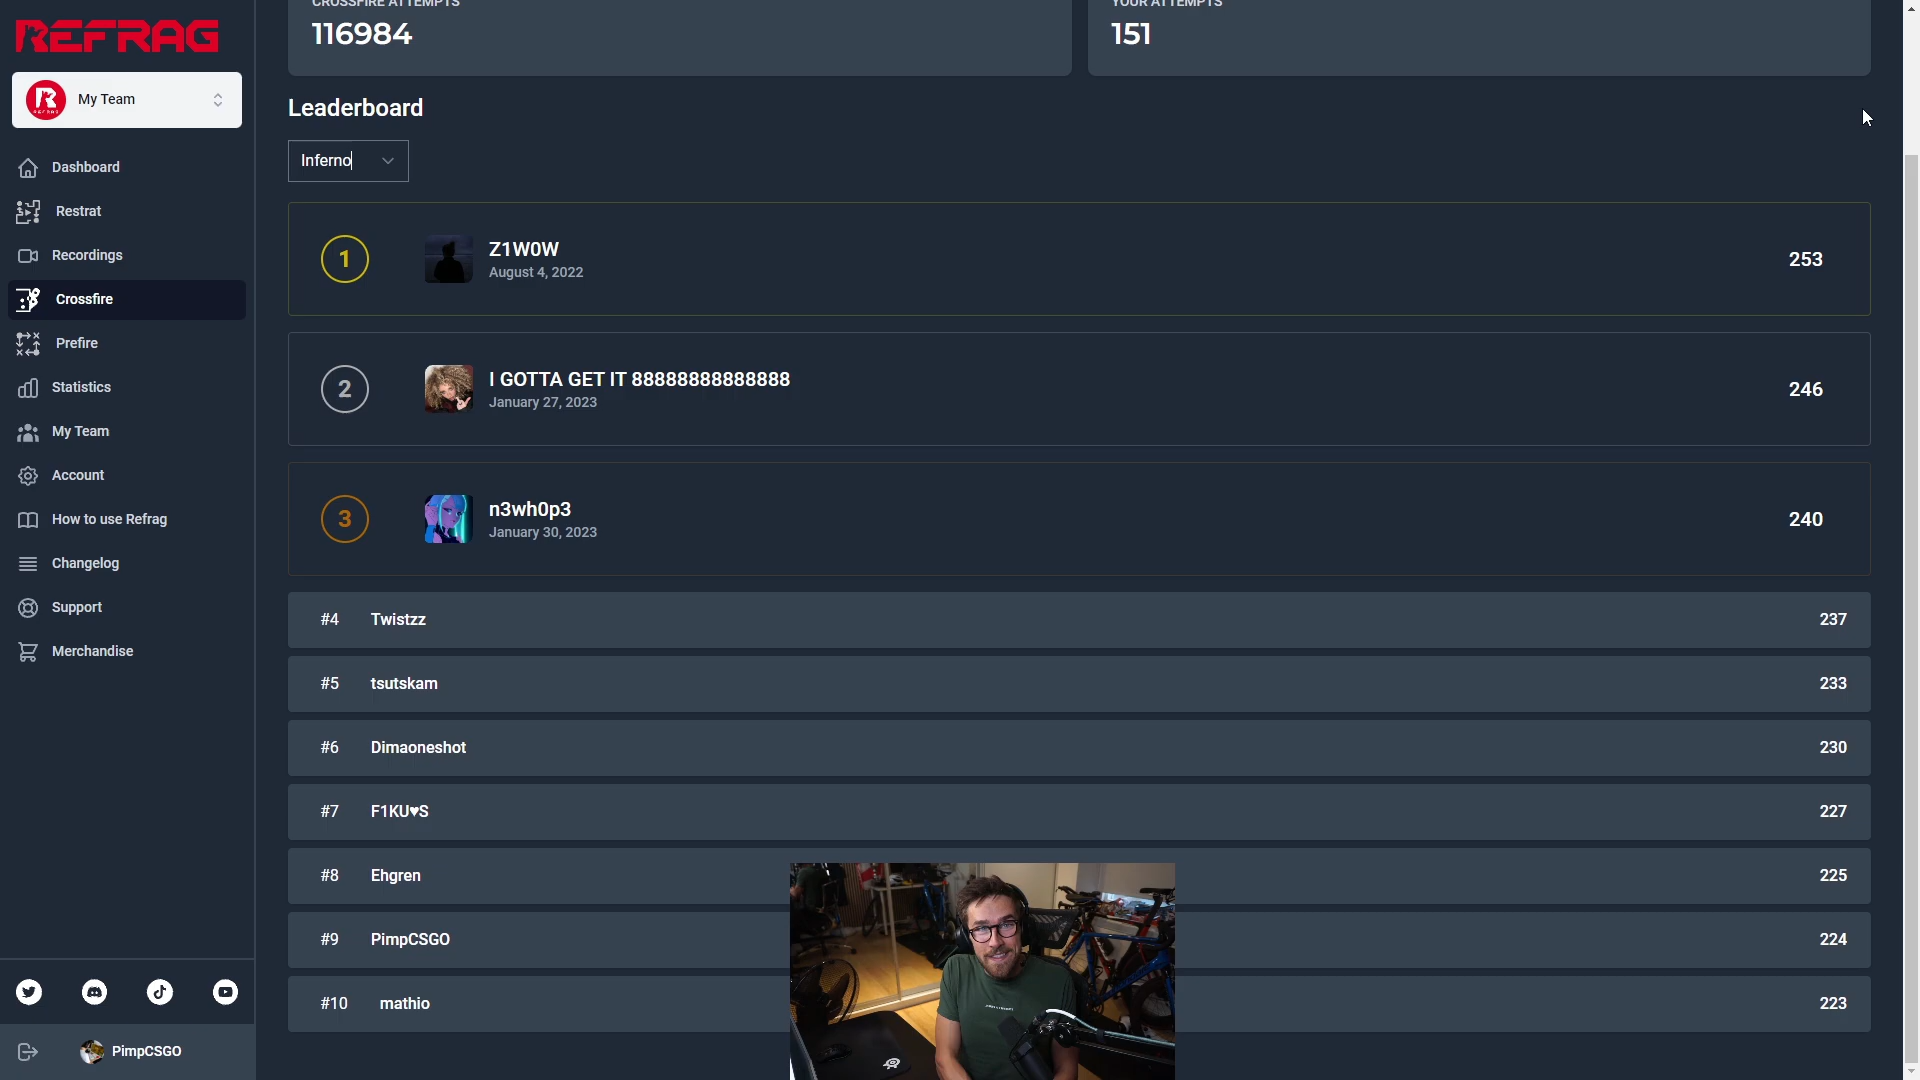 REFRAG
My Team
Dashboard
Restrat
Recordings
Crossfire
Prefire
Statistics
My Team
Account
How to use Refrag
Changelog
Support
Merchandise
PimpCSGO
CROSSFIRE ATTEMPTS
116984
YOUR ATTEMPTS
151
Leaderboard
Inferno
1
Z1W0W
August 4, 2022
253
2
I GOTTA GET IT 88888888888888
January 27, 2023
246
3
n3wh0p3
January 30, 2023
240
#4 Twistzz 237
#5 tsutskam 233
#6 Dimaoneshot 230
#7 F1KU♥S 227
#8 Ehgren 225
#9 PimpCSGO 224
#10 mathio 223